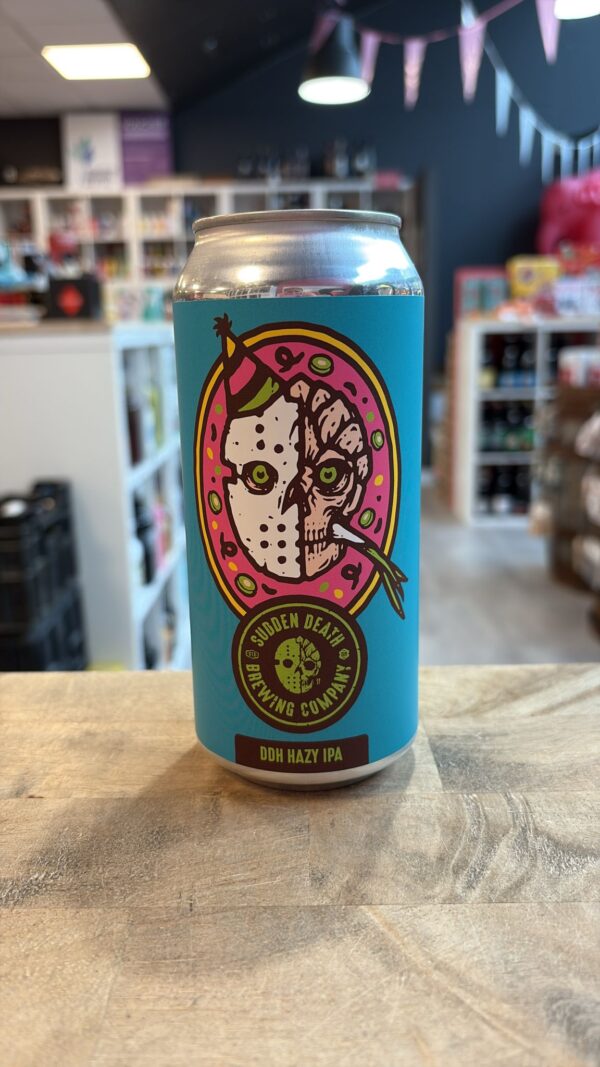 SUDDEN DEATH
BREWING COMPANY
DDH HAZY IPA